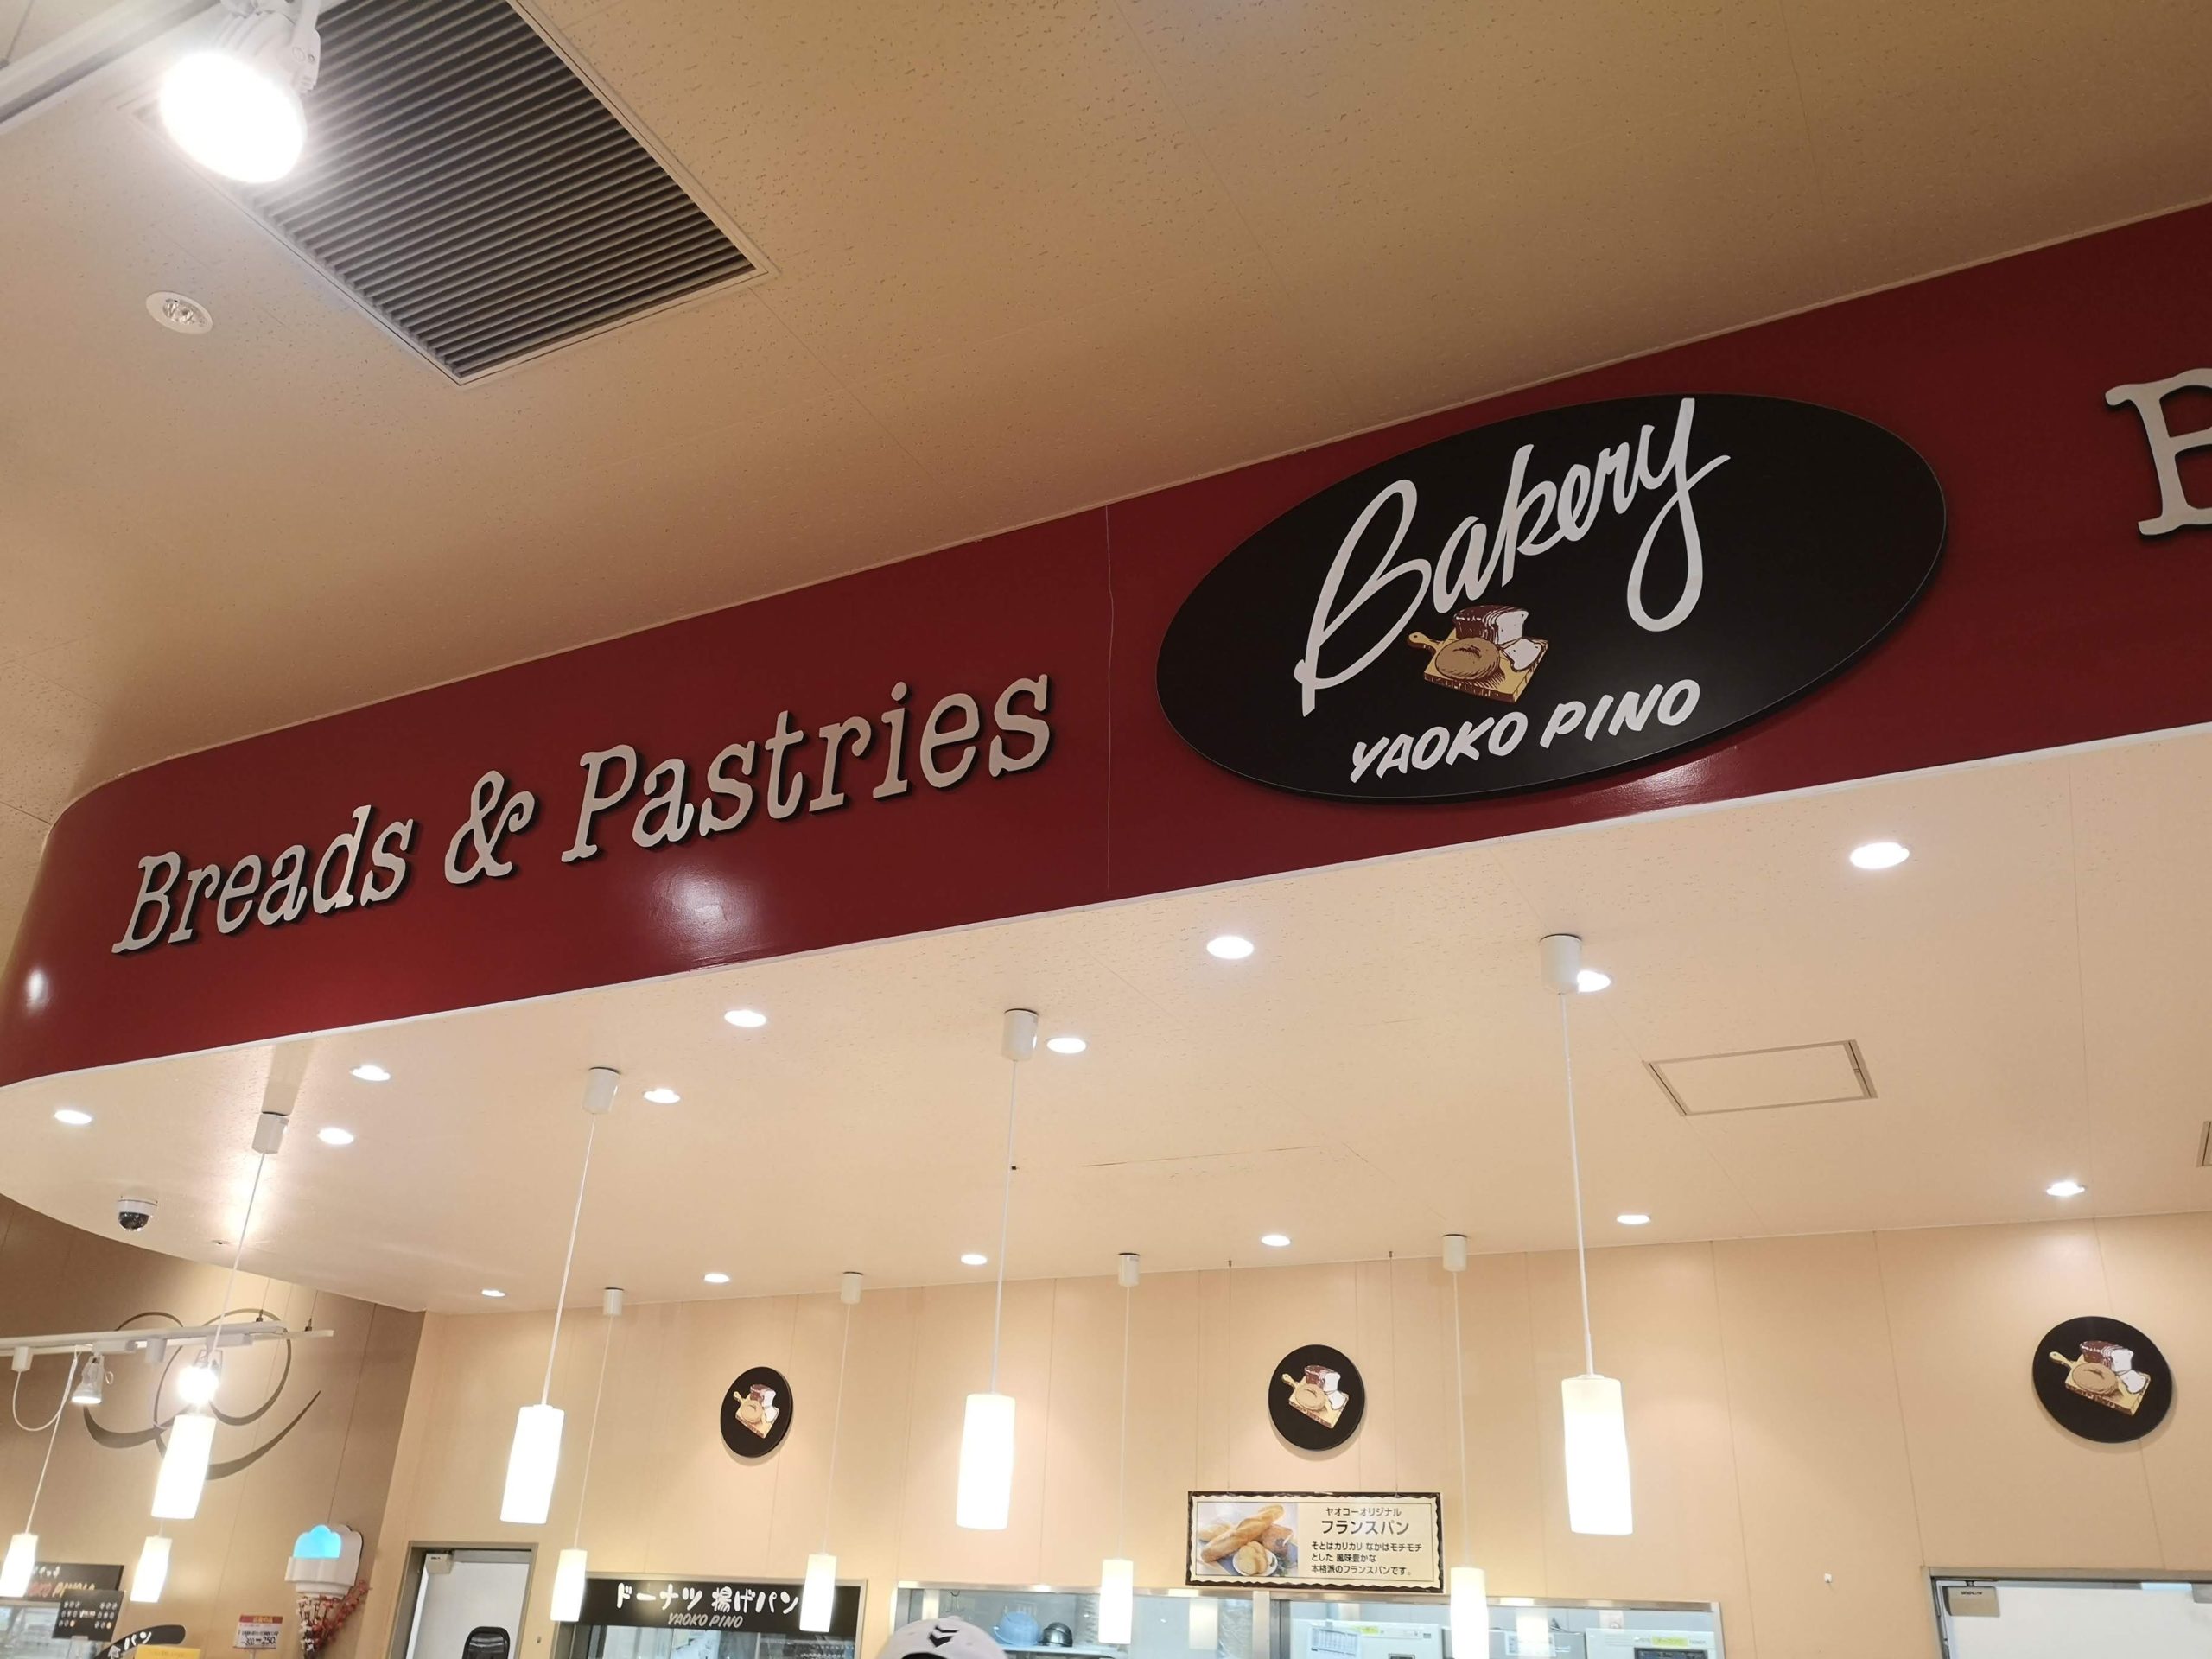 Breads & Pastries
Bakery
YAOKO PINO
B
ヤオコーオリジナル
フランスパン
そとはカリカリ なかはモチモチ
とした 風味豊かな
本格派のフランスパンです。
ドーナツ 揚げパン
YAOKO PINO
パン
250